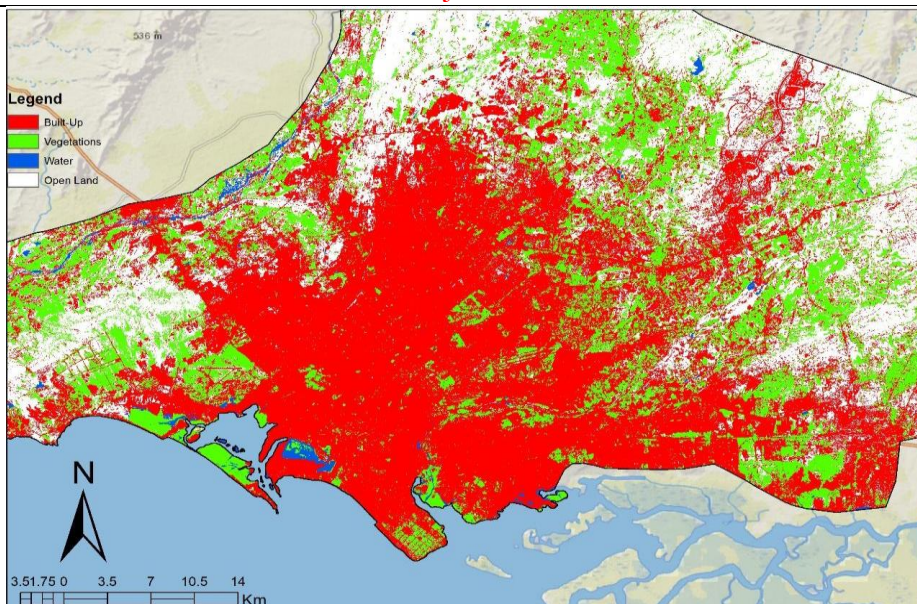 536 m
Legend
Built-Up
Vegetations
Water
Open Land
N
3.51.75 0 3.5 7 10.5 14
Km